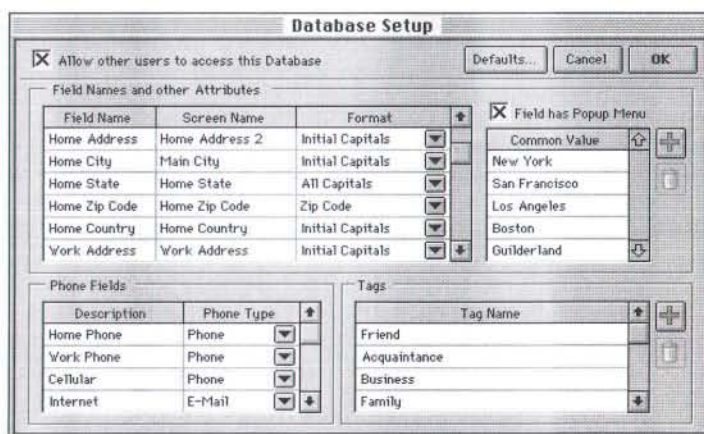 Database Setup
Allow other users to access this Database
Defaults... Cancel OK
Field Names and other Attributes
Field Name Screen Name Format
Home Address Home Address 2 Initial Capitals
Home City Main City Initial Capitals
Home State Home State All Capitals
Home Zip Code Home Zip Code Zip Code
Home Country Home Country Initial Capitals
Work Address Work Address Initial Capitals
Field has Popup Menu
Common Value
New York
San Francisco
Los Angeles
Boston
Guilderland
Phone Fields
Description Phone Type
Home Phone Phone
Work Phone Phone
Cellular Phone
Internet E-Mail
Tags
Tag Name
Friend
Acquaintance
Business
Family